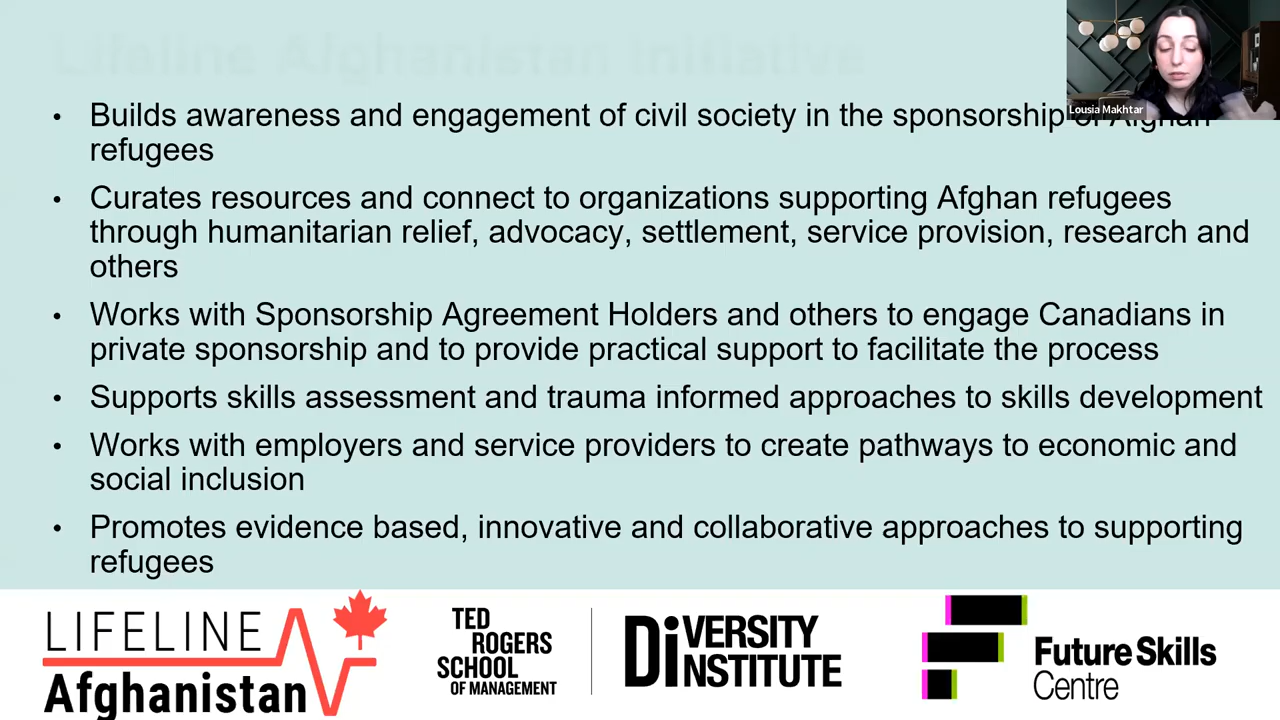 Lifeline Afghanistan Initiative
• Builds awareness and engagement of civil society in the sponsorship of Afghan
refugees
• Curates resources and connect to organizations supporting Afghan refugees
through humanitarian relief, advocacy, settlement, service provision, research and
others
• Works with Sponsorship Agreement Holders and others to engage Canadians in
private sponsorship and to provide practical support to facilitate the process
• Supports skills assessment and trauma informed approaches to skills development
• Works with employers and service providers to create pathways to economic and
social inclusion
• Promotes evidence based, innovative and collaborative approaches to supporting
refugees
Lousia Makhtar
LIFELINE
Afghanistan
TED
ROGERS
SCHOOL
OF MANAGEMENT
DiVERSITY
iNSTITUTE
Future Skills
Centre